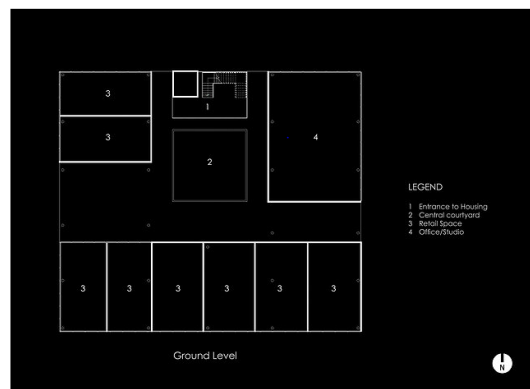 3
1
3
2
4
LEGEND
1 Entrance to Housing
2 Central courtyard
3 Retail Space
4 Office/Studio
3 3 3 3 3 3
Ground Level
N